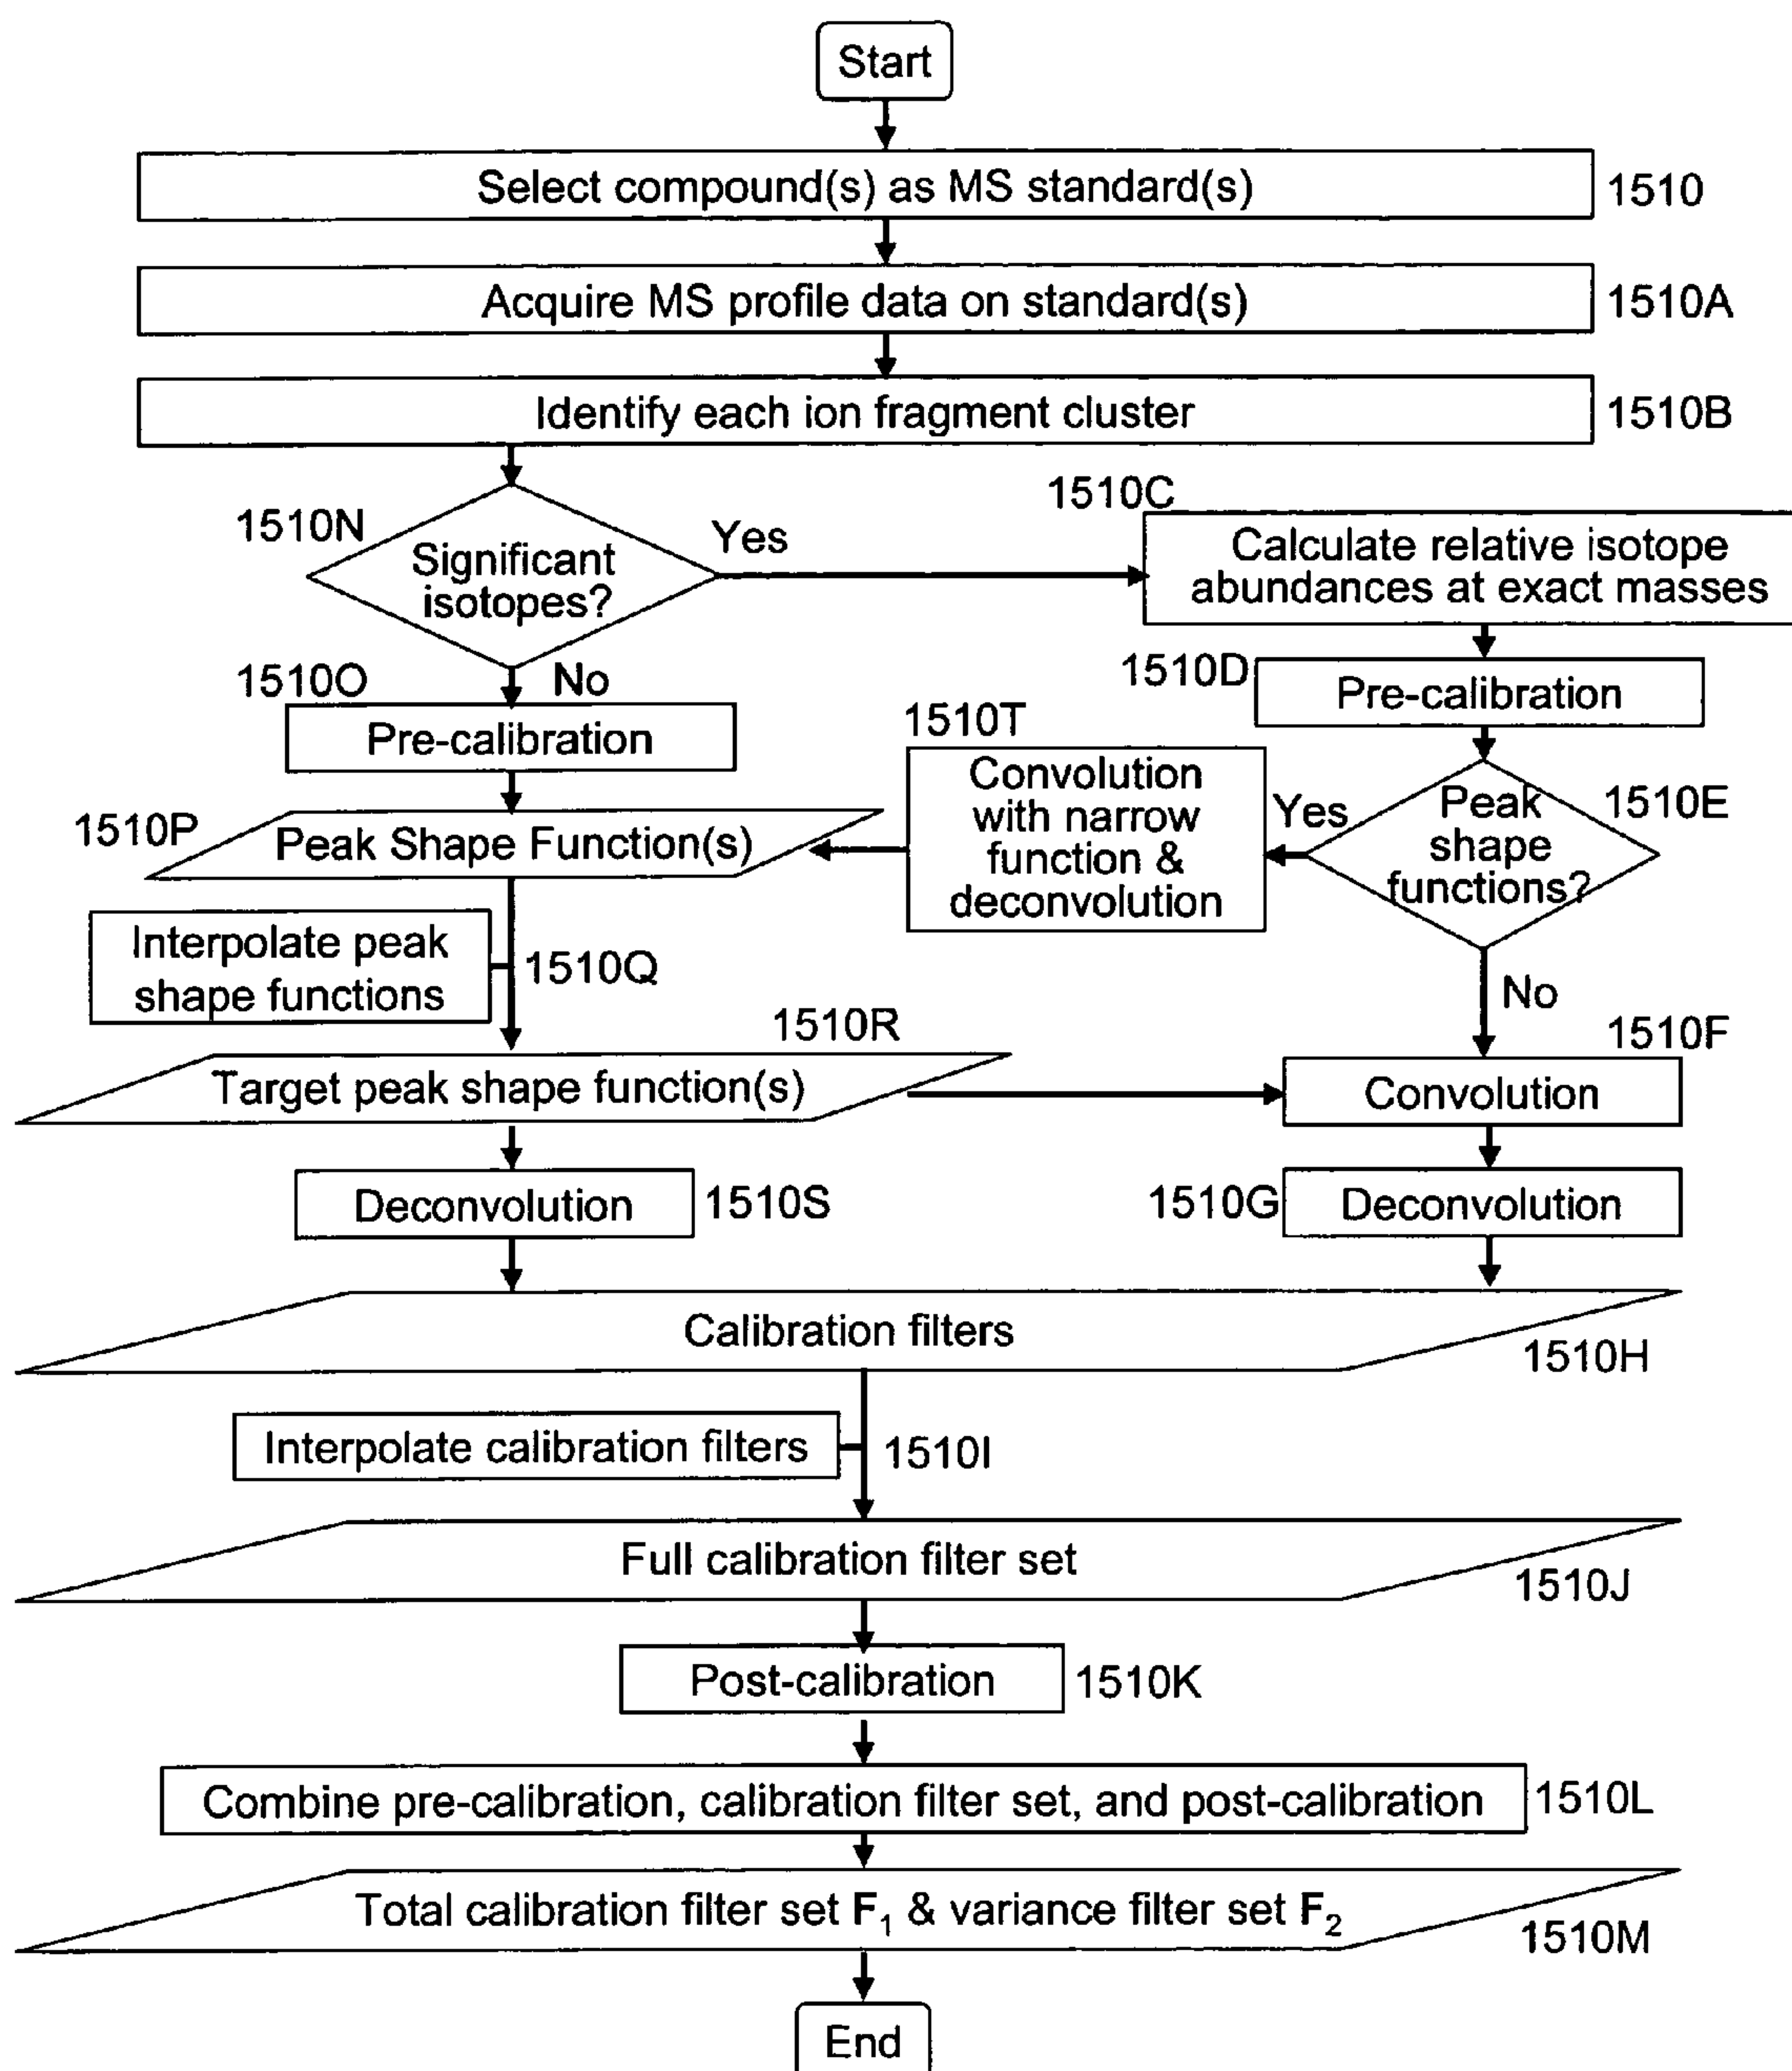 Start
Select compound(s) as MS standard(s)
1510
Acquire MS profile data on standard(s)
1510A
Identify each ion fragment cluster
1510B
1510N
Significant
isotopes?
Yes
1510C
Calculate relative isotope
abundances at exact masses
No
1510O
Pre-calibration
1510D
Pre-calibration
1510T
Convolution
with narrow
function &
deconvolution
Yes
Peak
shape
functions?
1510E
1510P
Peak Shape Function(s)
Interpolate peak
shape functions
1510Q
No
1510R
Target peak shape function(s)
1510F
Convolution
Deconvolution
1510S
1510G
Deconvolution
Calibration filters
1510H
Interpolate calibration filters
1510I
Full calibration filter set
1510J
Post-calibration
1510K
Combine pre-calibration, calibration filter set, and post-calibration
1510L
Total calibration filter set F₁ & variance filter set F₂
1510M
End